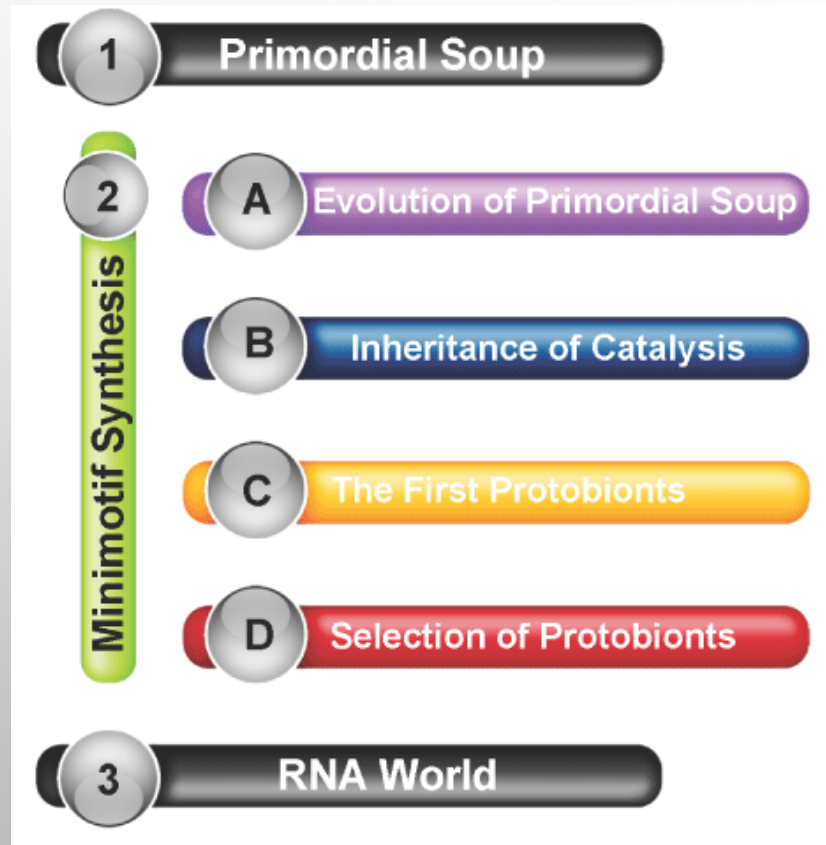 1 Primordial Soup
2 Minimotif Synthesis
A Evolution of Primordial Soup
B Inheritance of Catalysis
C The First Protobionts
D Selection of Protobionts
3 RNA World